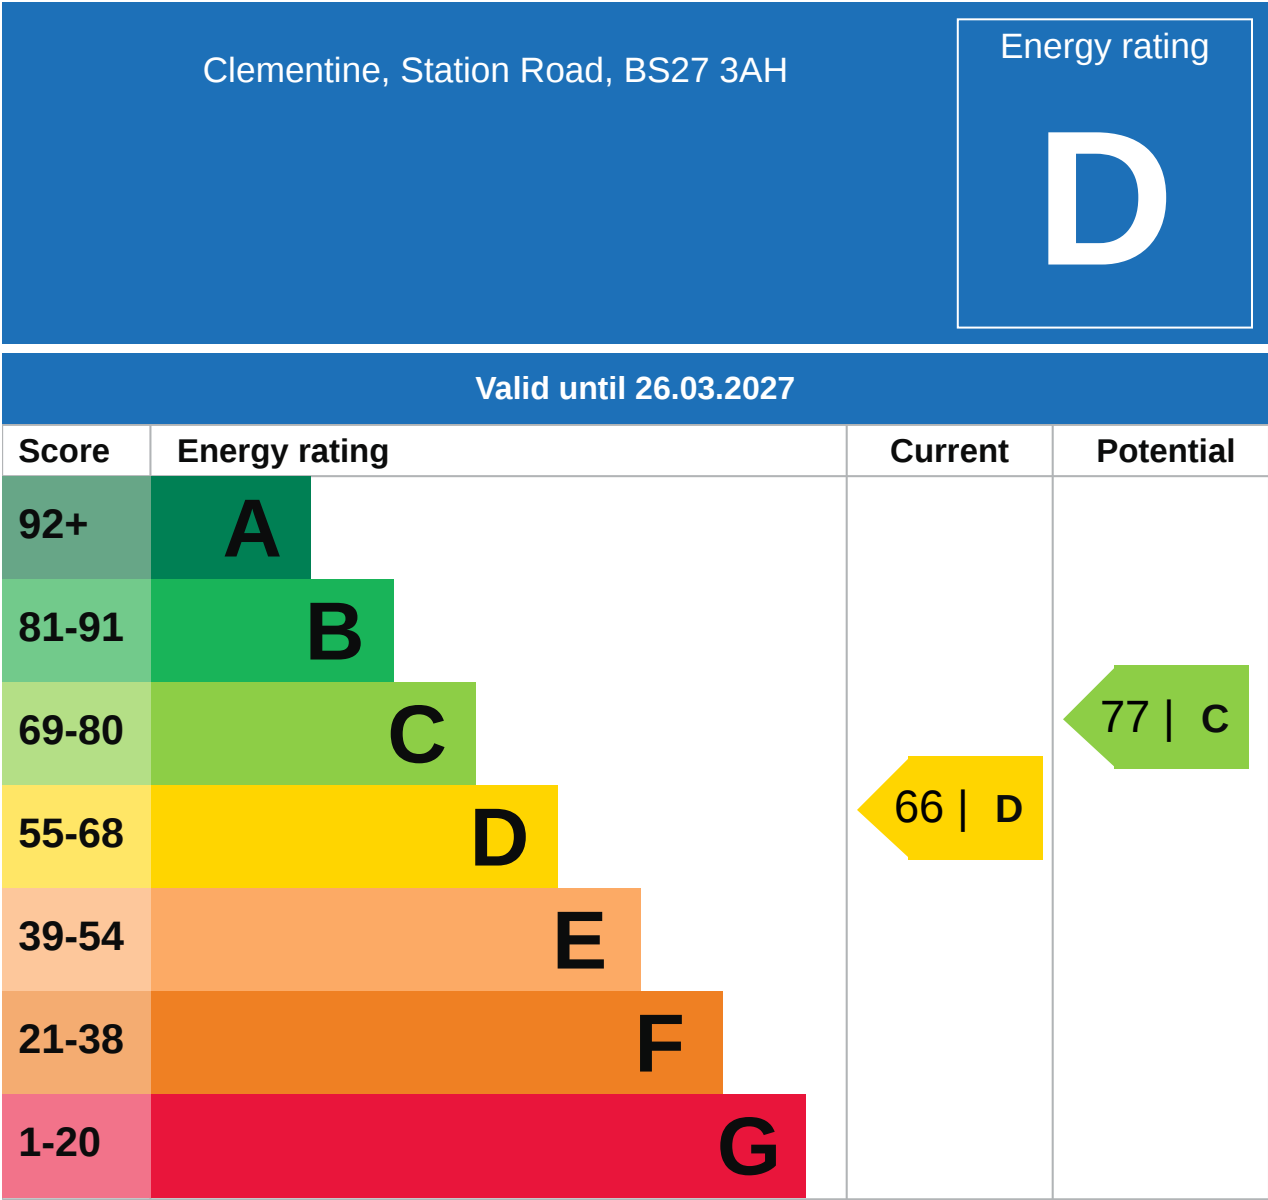 Clementine, Station Road, BS27 3AH
Energy rating
D
Valid until 26.03.2027
Score Energy rating Current Potential
92+ A
81-91 B
69-80 C
77 | C
55-68 D
66 | D
39-54 E
21-38 F
1-20 G